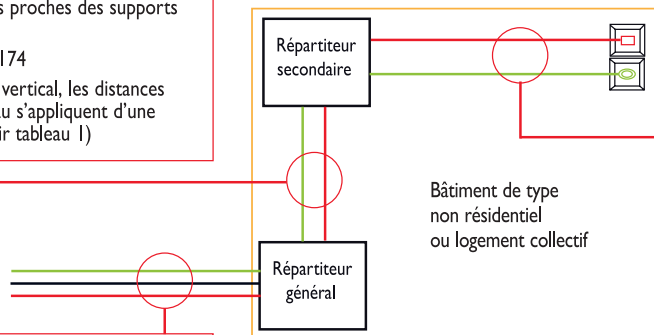 s proches des supports
174
vertical, les distances
au s'appliquent d'une
ir tableau 1)
Répartiteur
secondaire
Bâtiment de type
non résidentiel
ou logement collectif
Répartiteur
général